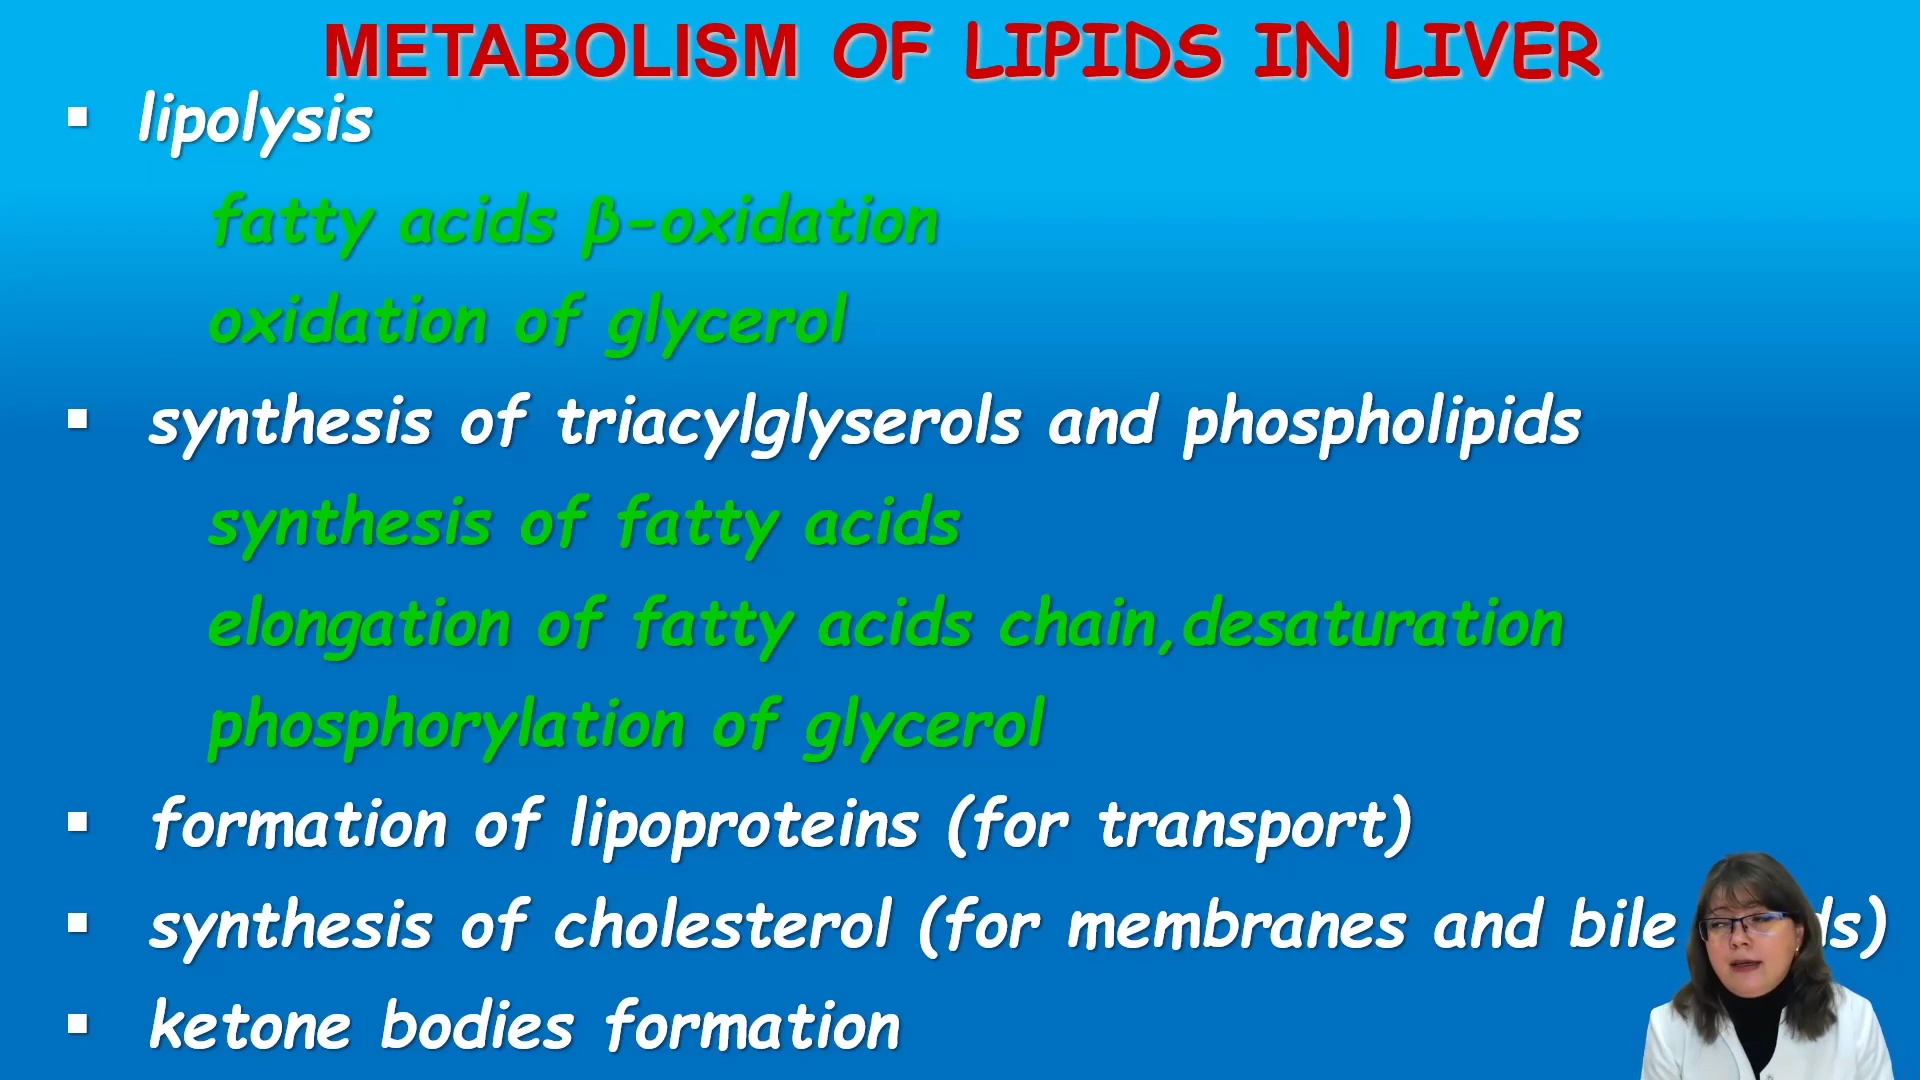 METABOLISM OF LIPIDS IN LIVER
▪ lipolysis
fatty acids β-oxidation
oxidation of glycerol
▪ synthesis of triacylglyserols and phospholipids
synthesis of fatty acids
elongation of fatty acids chain,desaturation
phosphorylation of glycerol
▪ formation of lipoproteins (for transport)
▪ synthesis of cholesterol (for membranes and bile
▪ ketone bodies formation